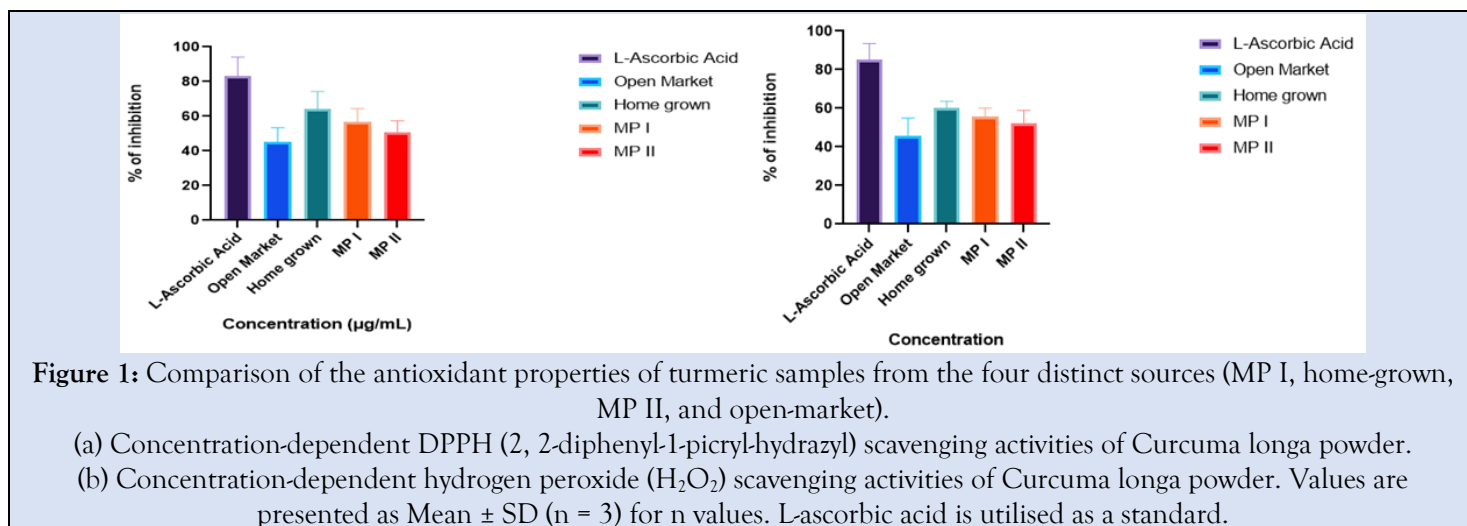 100
80
60
40
20
0
% of inhibition
L-Ascorbic Acid
Open Market
Home grown
MP I
MP II
Concentration (µg/mL)
L-Ascorbic Acid
Open Market
Home grown
MP I
MP II
100
80
60
40
20
0
% of inhibition
L-Ascorbic Acid
Open Market
Home grown
MP I
MP II
Concentration
L-Ascorbic Acid
Open Market
Home grown
MP I
MP II
Figure 1: Comparison of the antioxidant properties of turmeric samples from the four distinct sources (MP I, home-grown,
MP II, and open-market).
(a) Concentration-dependent DPPH (2, 2-diphenyl-1-picryl-hydrazyl) scavenging activities of Curcuma longa powder.
(b) Concentration-dependent hydrogen peroxide (H₂O₂) scavenging activities of Curcuma longa powder. Values are
presented as Mean ± SD (n = 3) for n values. L-ascorbic acid is utilised as a standard.